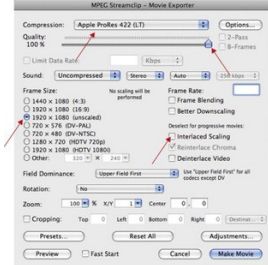 MPEG Streamclip – Movie Exporter
Compression: Apple ProRes 422 (LT) Options...
Quality: 2-Pass
100 % B-Frames
Limit Data Rate: Kbps
Sound: Uncompressed Stereo Auto 256 kbps
Frame Size: No scaling will be performed Frame Rate:
1440 × 1080 (4:3) Frame Blending
1920 × 1080 (16:9) Better Downscaling
1920 × 1080 (unscaled) Deselect for progressive movies:
720 × 576 (DV-PAL) Interlaced Scaling
720 × 480 (DV-NTSC) Reinterlace Chroma
1280 × 720 (HDTV 720p)
1920 × 1080 (HDTV 1080i) Deinterlace Video
Other: 320 × 240
Field Dominance: Upper Field First Use "Upper Field First" for all codecs except DV
Rotation: No
Zoom: 100 % X/Y 1 Center 0 0
Cropping: Top 0 Left 0 Bottom 0 Right 0 Destinat...
Presets... Reset All Adjustments...
Preview Fast Start Cancel Make Movie